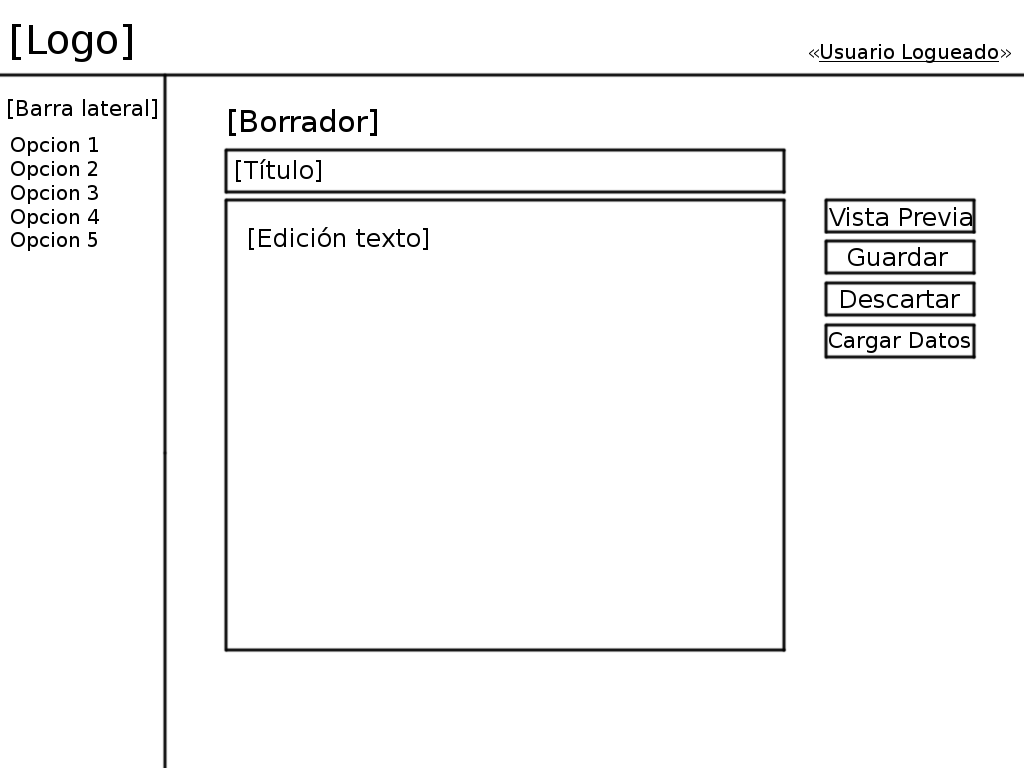 [Logo]
«Usuario Logueado»
[Barra lateral]
Opcion 1
Opcion 2
Opcion 3
Opcion 4
Opcion 5
[Borrador]
[Título]
[Edición texto]
Vista Previa
Guardar
Descartar
Cargar Datos